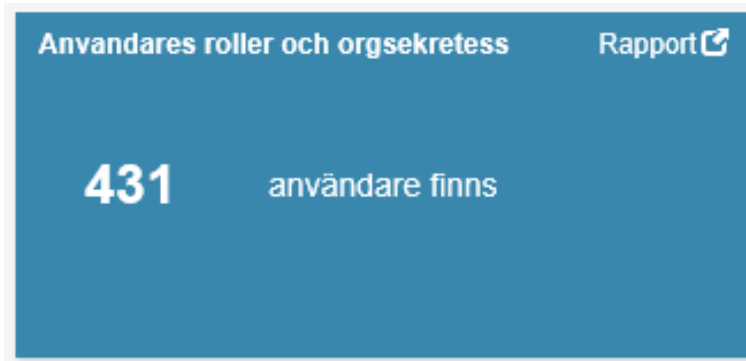 Anvandares roller och orgsekretess Rapport
431 användare finns